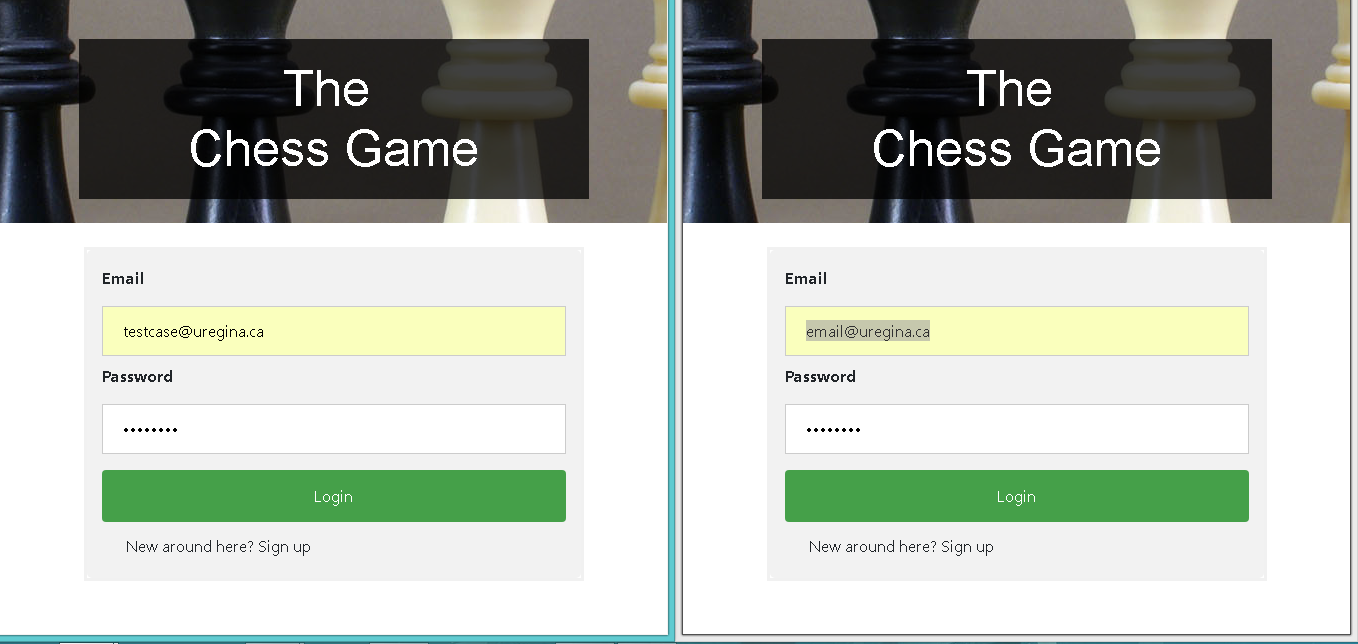 The
Chess Game
Email
testcase@uregina.ca
Password
••••••••
Login
New around here? Sign up
The
Chess Game
Email
email@uregina.ca
Password
••••••••
Login
New around here? Sign up